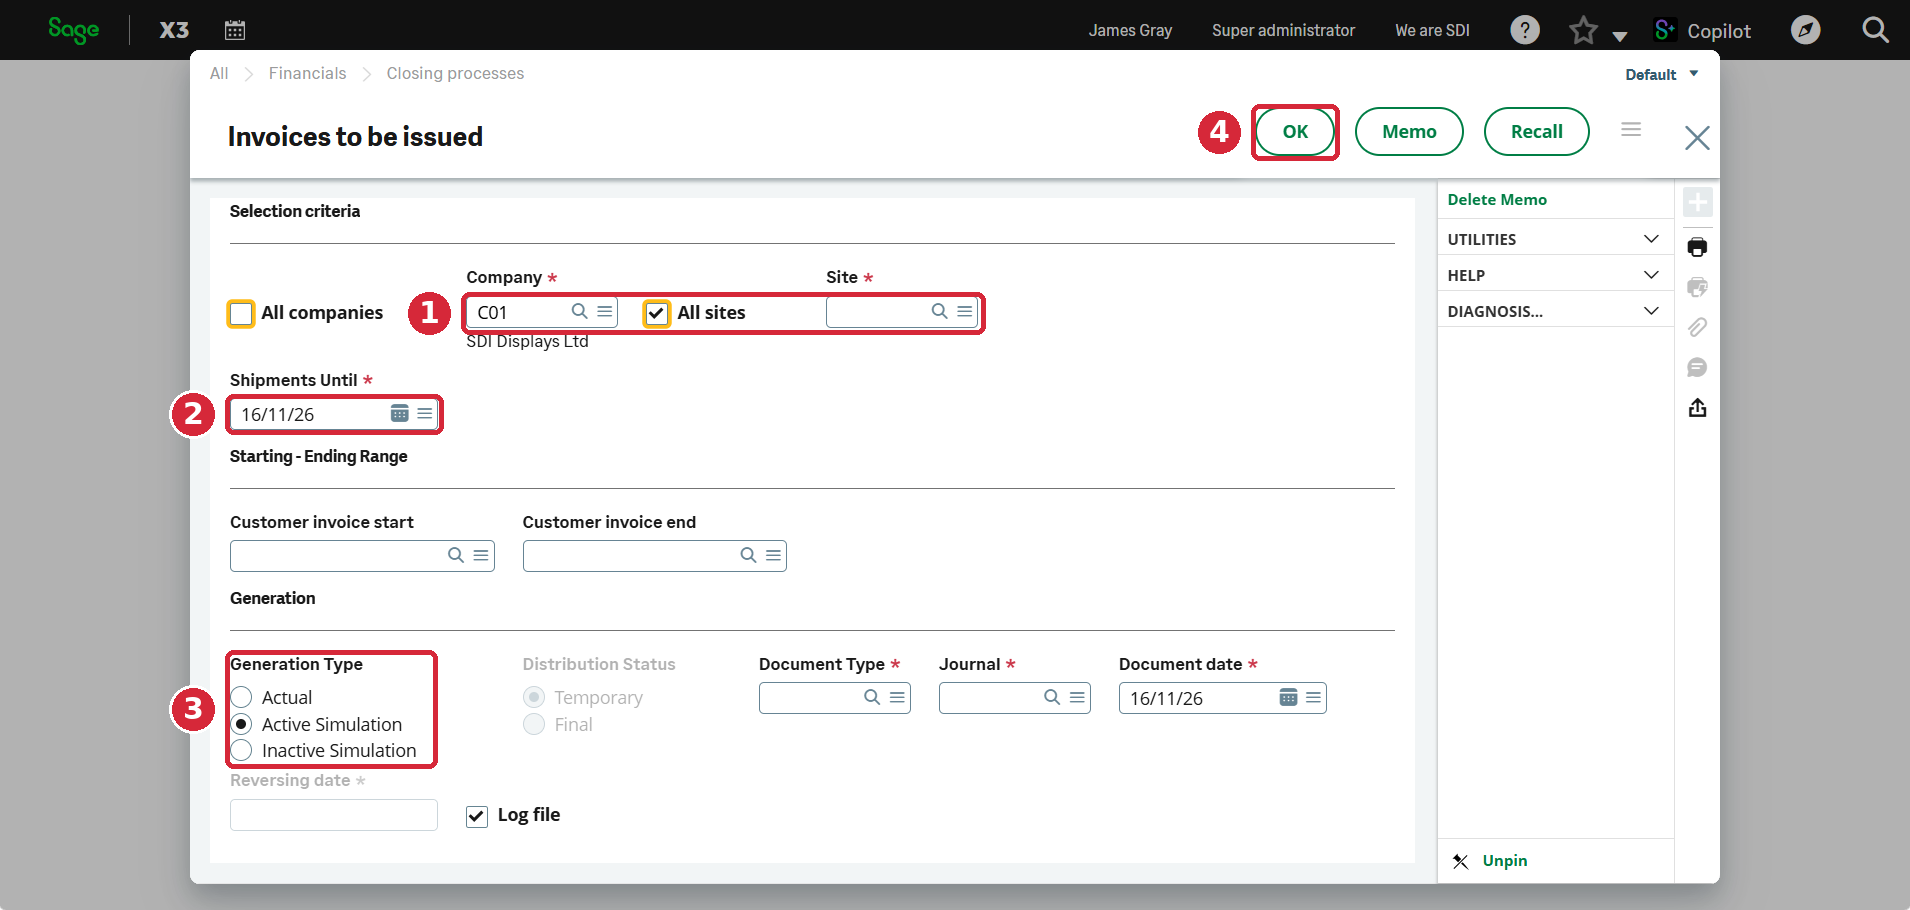 Sage X3 James Gray Super administrator We are SDI ? Copilot
All Financials Closing processes Default
Invoices to be issued 4 OK Memo Recall
Selection criteria
Delete Memo
UTILITIES
HELP
DIAGNOSIS...
Company * Site *
All companies 1 C01 All sites
SDI Displays Ltd
Shipments Until *
2 16/11/26
Starting - Ending Range
Customer invoice start Customer invoice end
Generation
Generation Type Distribution Status Document Type * Journal * Document date *
Actual Temporary 16/11/26
3 Active Simulation Final
Inactive Simulation
Reversing date *
Log file
Unpin